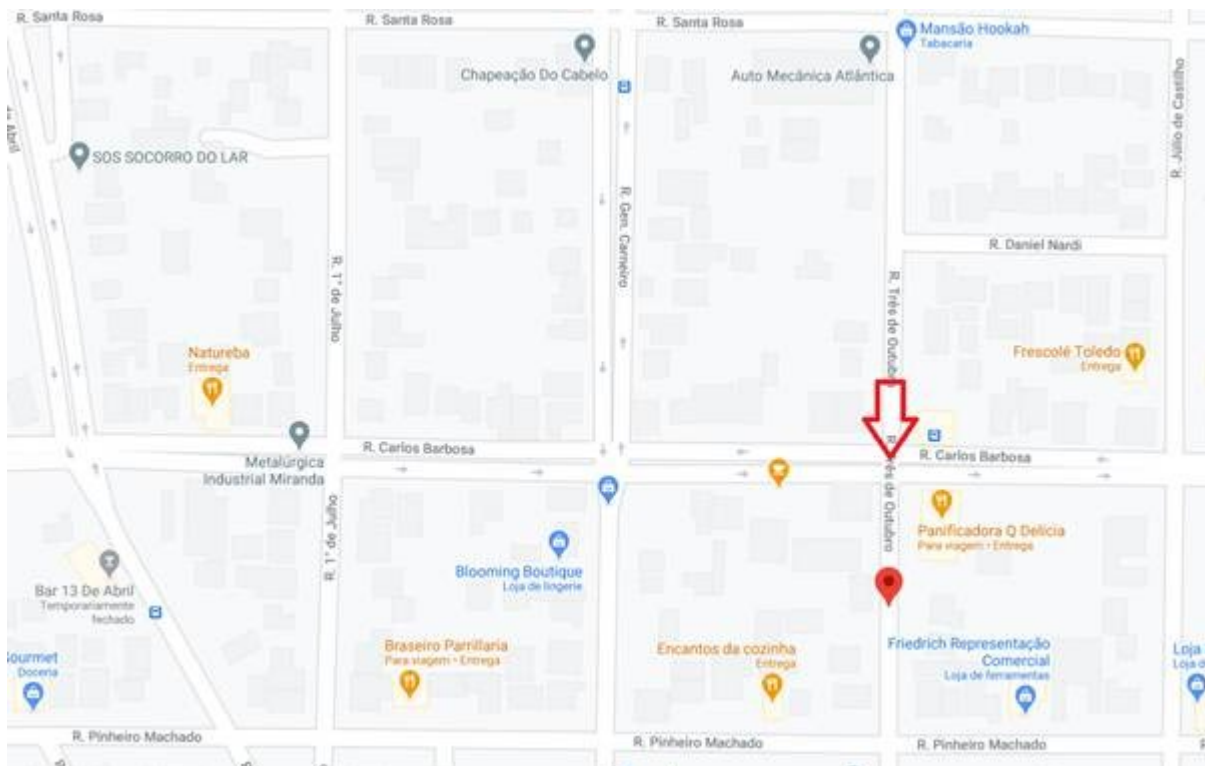 R. Santa Rosa
R. Santa Rosa
R. Santa Rosa
Mansão Hookah
Tabacaria
Chapeação Do Cabelo
Auto Mecânica Atlântica
R. Júlio de Castilho
de Abril
SOS SOCORRO DO LAR
R. Gen. Carneiro
R. Daniel Nardi
R. 1° de Julho
R. Três de Outubro
Natureba
Entrega
Frescolé Toledo
Entrega
R. Carlos Barbosa
R. Carlos Barbosa
Metalúrgica
Industrial Miranda
R. 1° de Julho
R. Três de Outubro
Panificadora Q Delícia
Para viagem • Entrega
Blooming Boutique
Loja de lingerie
Bar 13 De Abril
Temporariamente
fechado
Braseiro Parrillaria
Para viagem • Entrega
Encantos da cozinha
Entrega
Friedrich Representação
Comercial
Loja de ferramentas
Gourmet
Doceria
Loja
Loja d
R. Pinheiro Machado
R. Pinheiro Machado
R. Pinheiro Machado